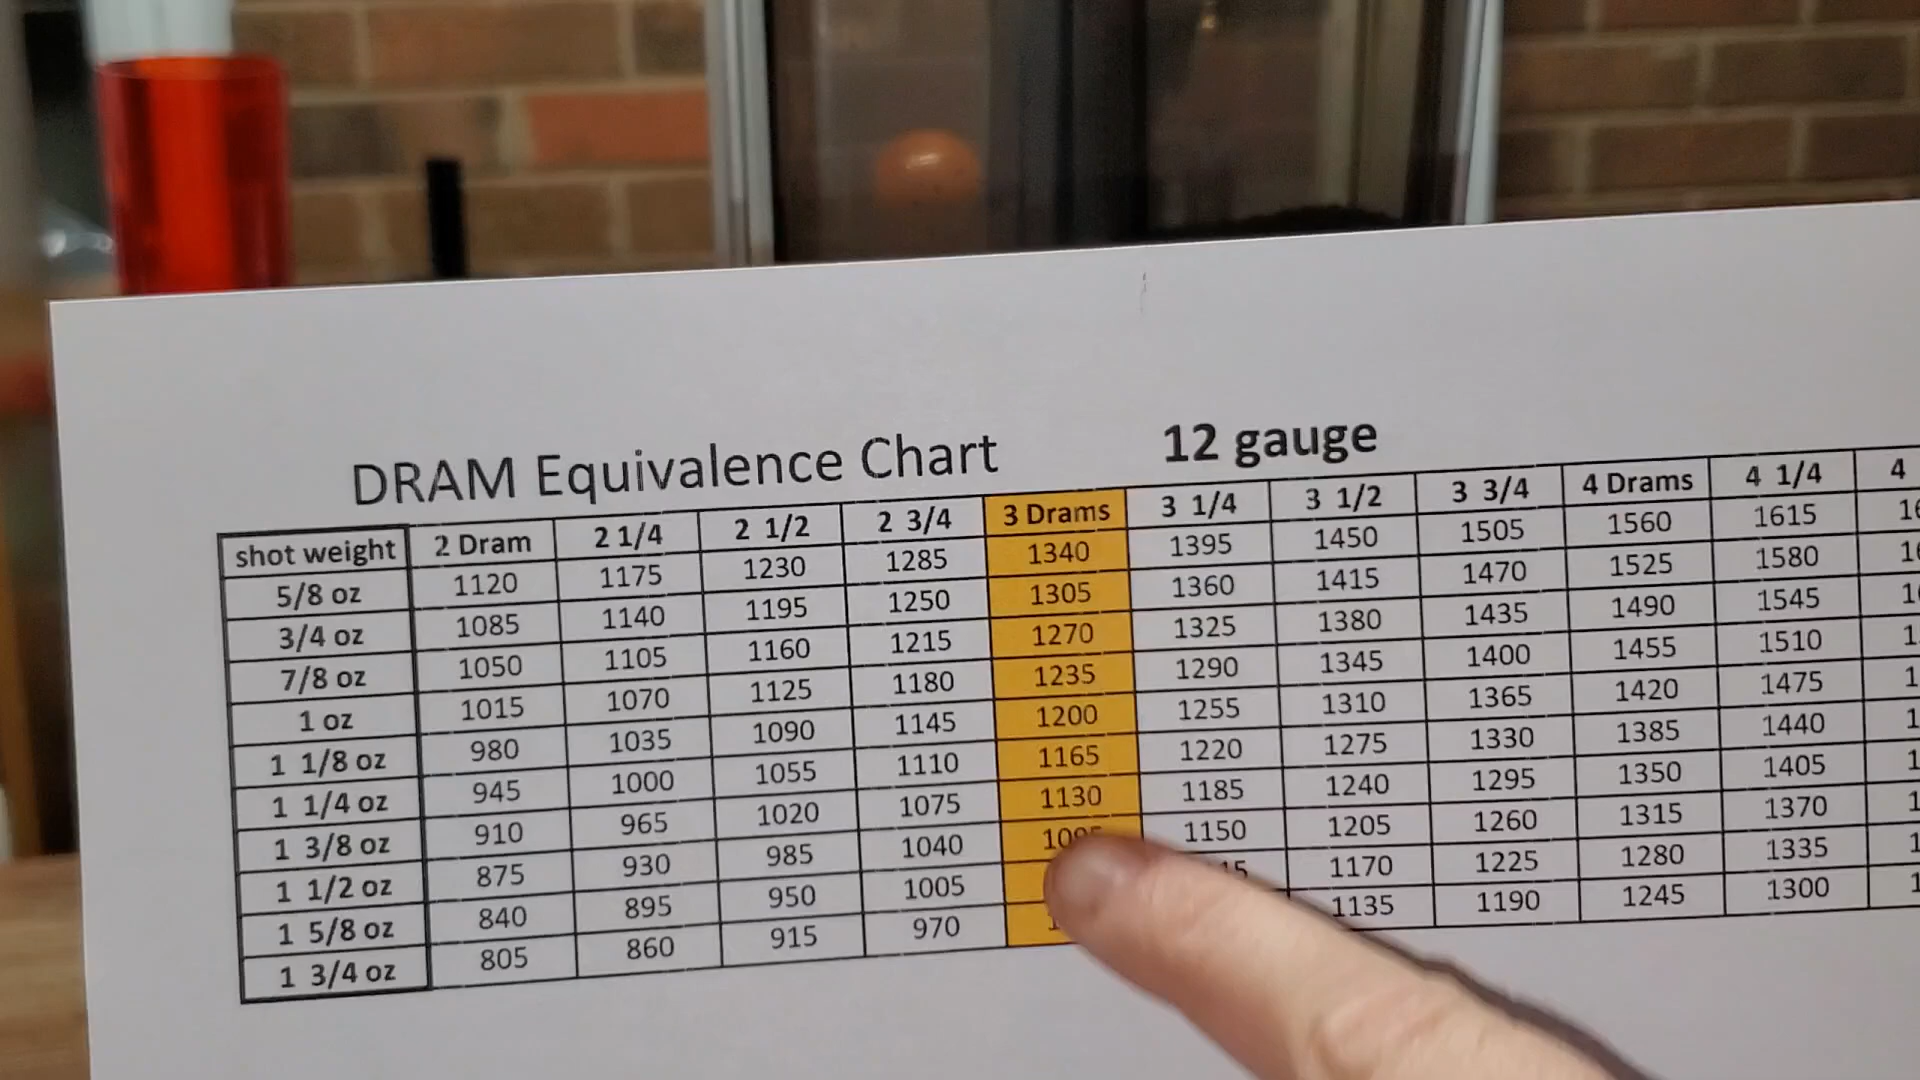 DRAM Equivalence Chart 12 gauge
shot weight 2 Dram 2 1/4 2 1/2 2 3/4 3 Drams 3 1/4 3 1/2 3 3/4 4 Drams 4 1/4 4
5/8 oz 1120 1175 1230 1285 1340 1395 1450 1505 1560 1615
3/4 oz 1085 1140 1195 1250 1305 1360 1415 1470 1525 1580
7/8 oz 1050 1105 1160 1215 1270 1325 1380 1435 1490 1545
1 oz 1015 1070 1125 1180 1235 1290 1345 1400 1455 1510
1 1/8 oz 980 1035 1090 1145 1200 1255 1310 1365 1420 1475
1 1/4 oz 945 1000 1055 1110 1165 1220 1275 1330 1385 1440
1 3/8 oz 910 965 1020 1075 1130 1185 1240 1295 1350 1405
1 1/2 oz 875 930 985 1040 1095 1150 1205 1260 1315 1370
1 5/8 oz 840 895 950 1005 1170 1225 1280 1335
1 3/4 oz 805 860 915 970 1135 1190 1245 1300